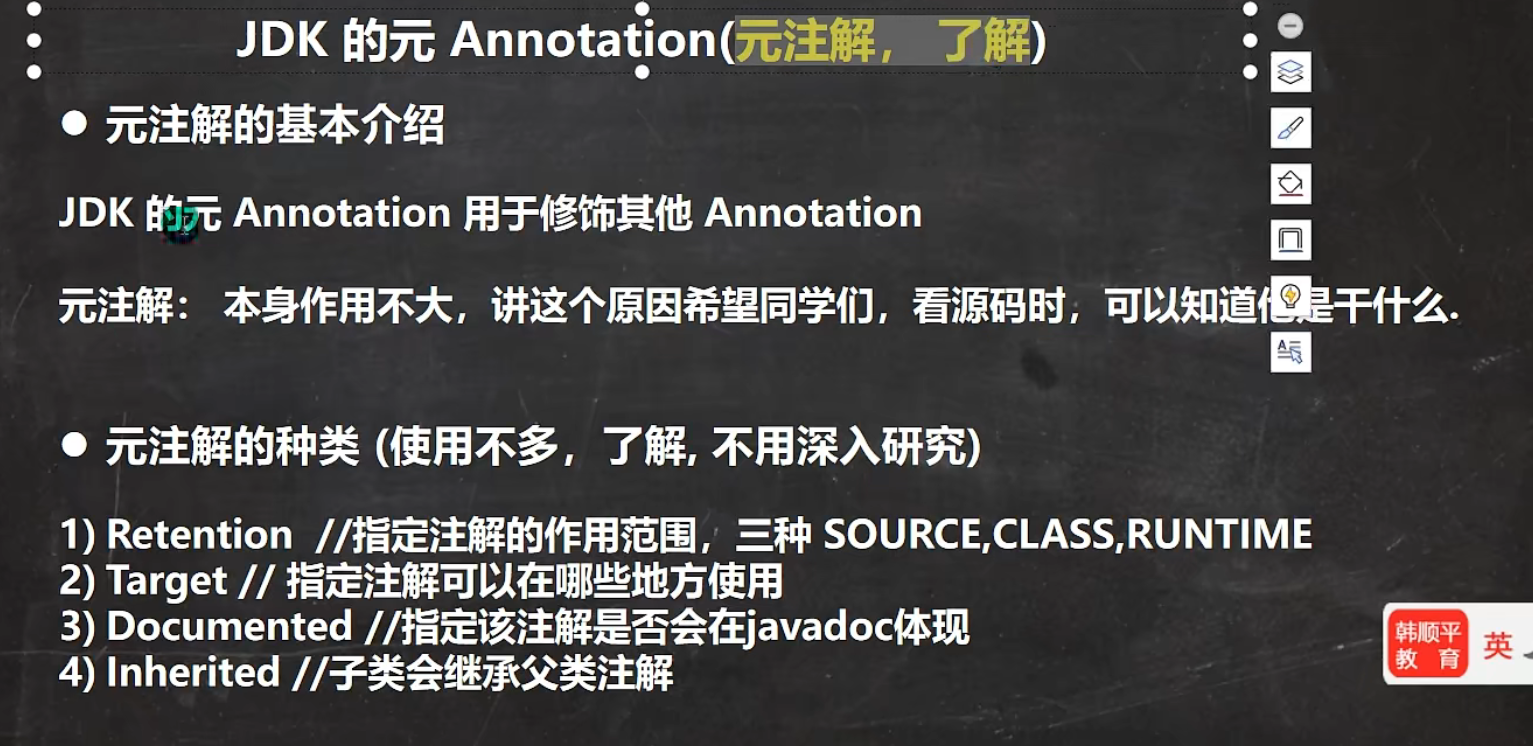 JDK 的元 Annotation(元注解， 了解)
● 元注解的基本介绍
JDK 的元 Annotation 用于修饰其他 Annotation
元注解： 本身作用不大，讲这个原因希望同学们，看源码时，可以知道他是干什么.
● 元注解的种类 (使用不多，了解, 不用深入研究)
1) Retention //指定注解的作用范围，三种 SOURCE,CLASS,RUNTIME
2) Target // 指定注解可以在哪些地方使用
3) Documented //指定该注解是否会在javadoc体现
4) Inherited //子类会继承父类注解
韩顺平
教 育
英